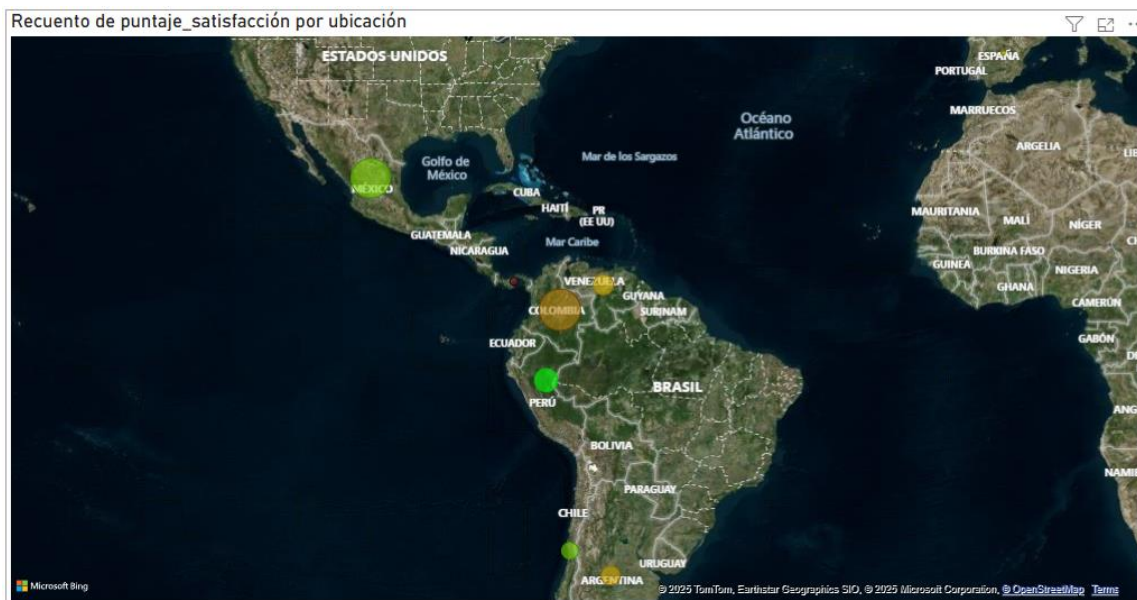 Recuento de puntaje_satisfacción por ubicación
ESTADOS UNIDOS
ESPAÑA
PORTUGAL
MARRUECOS
Océano
Atlántico
ARGELIA
Golfo de
México
Mar de los Sargazos
MÉXICO
CUBA
HAITÍ
PR
(EE UU)
MAURITANIA
MALÍ
NÍGER
GUATEMALA
Mar Caribe
NICARAGUA
BURKINA FASO
GUINEA
NIGERIA
VENEZUELA
GUYANA
GHANA
SURINAM
COLOMBIA
CAMERÚN
ECUADOR
GABÓN
BRASIL
PERÚ
ANG
BOLIVIA
NAMI
PARAGUAY
CHILE
URUGUAY
ARGENTINA
Microsoft Bing
© 2025 TomTom, Earthstar Geographics SIO, © 2025 Microsoft Corporation, © OpenStreetMap Terms